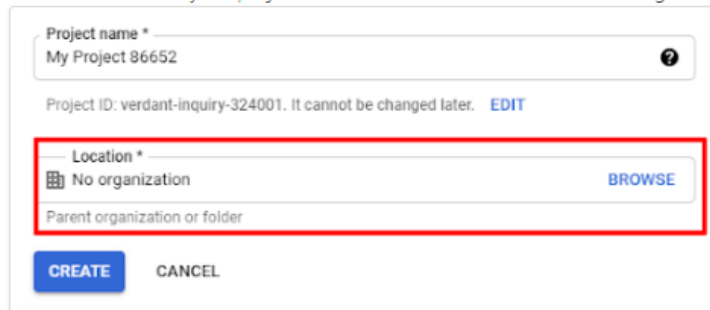 Project name *
My Project 86652
Project ID: verdant-inquiry-324001. It cannot be changed later. EDIT
Location *
No organization BROWSE
Parent organization or folder
CREATE CANCEL